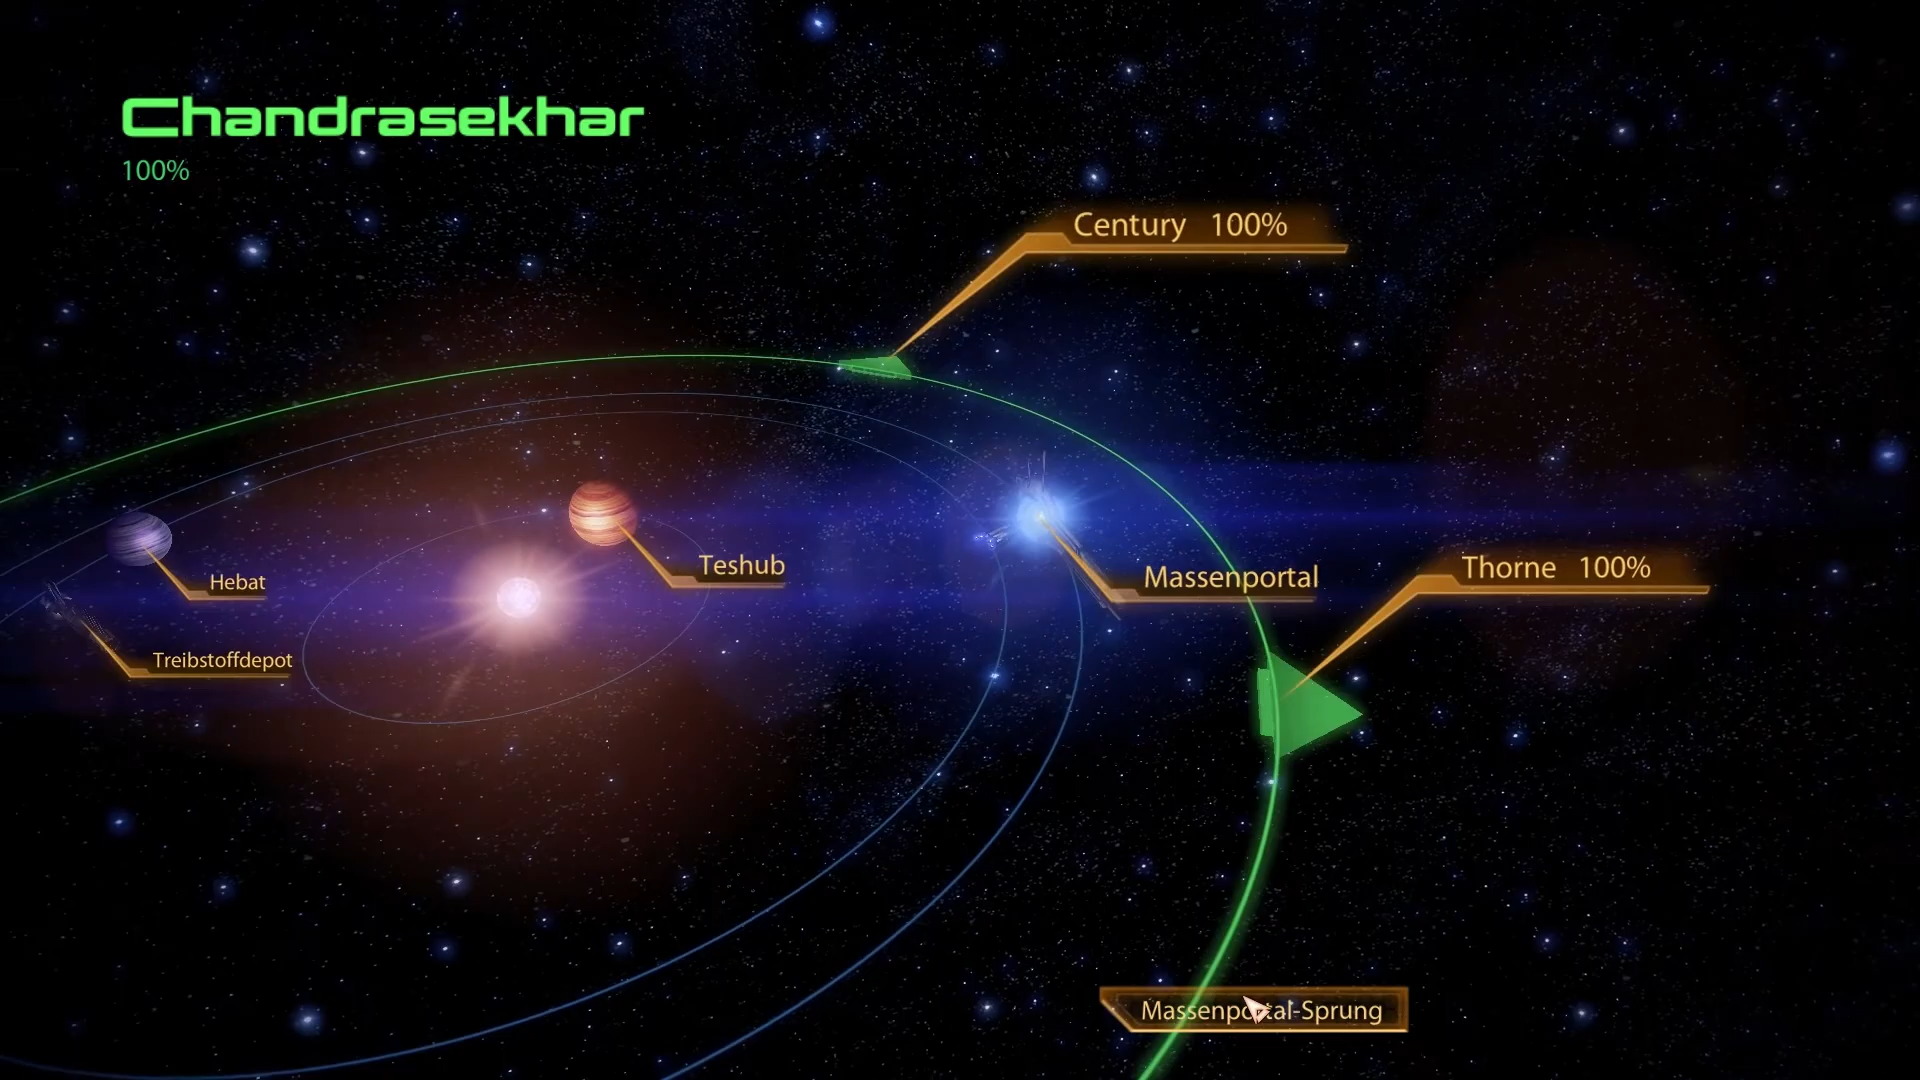 Chandrasekhar
100%
Century 100%
Teshub
Hebat
Massenportal
Thorne 100%
Treibstoffdepot
Massenportal-Sprung